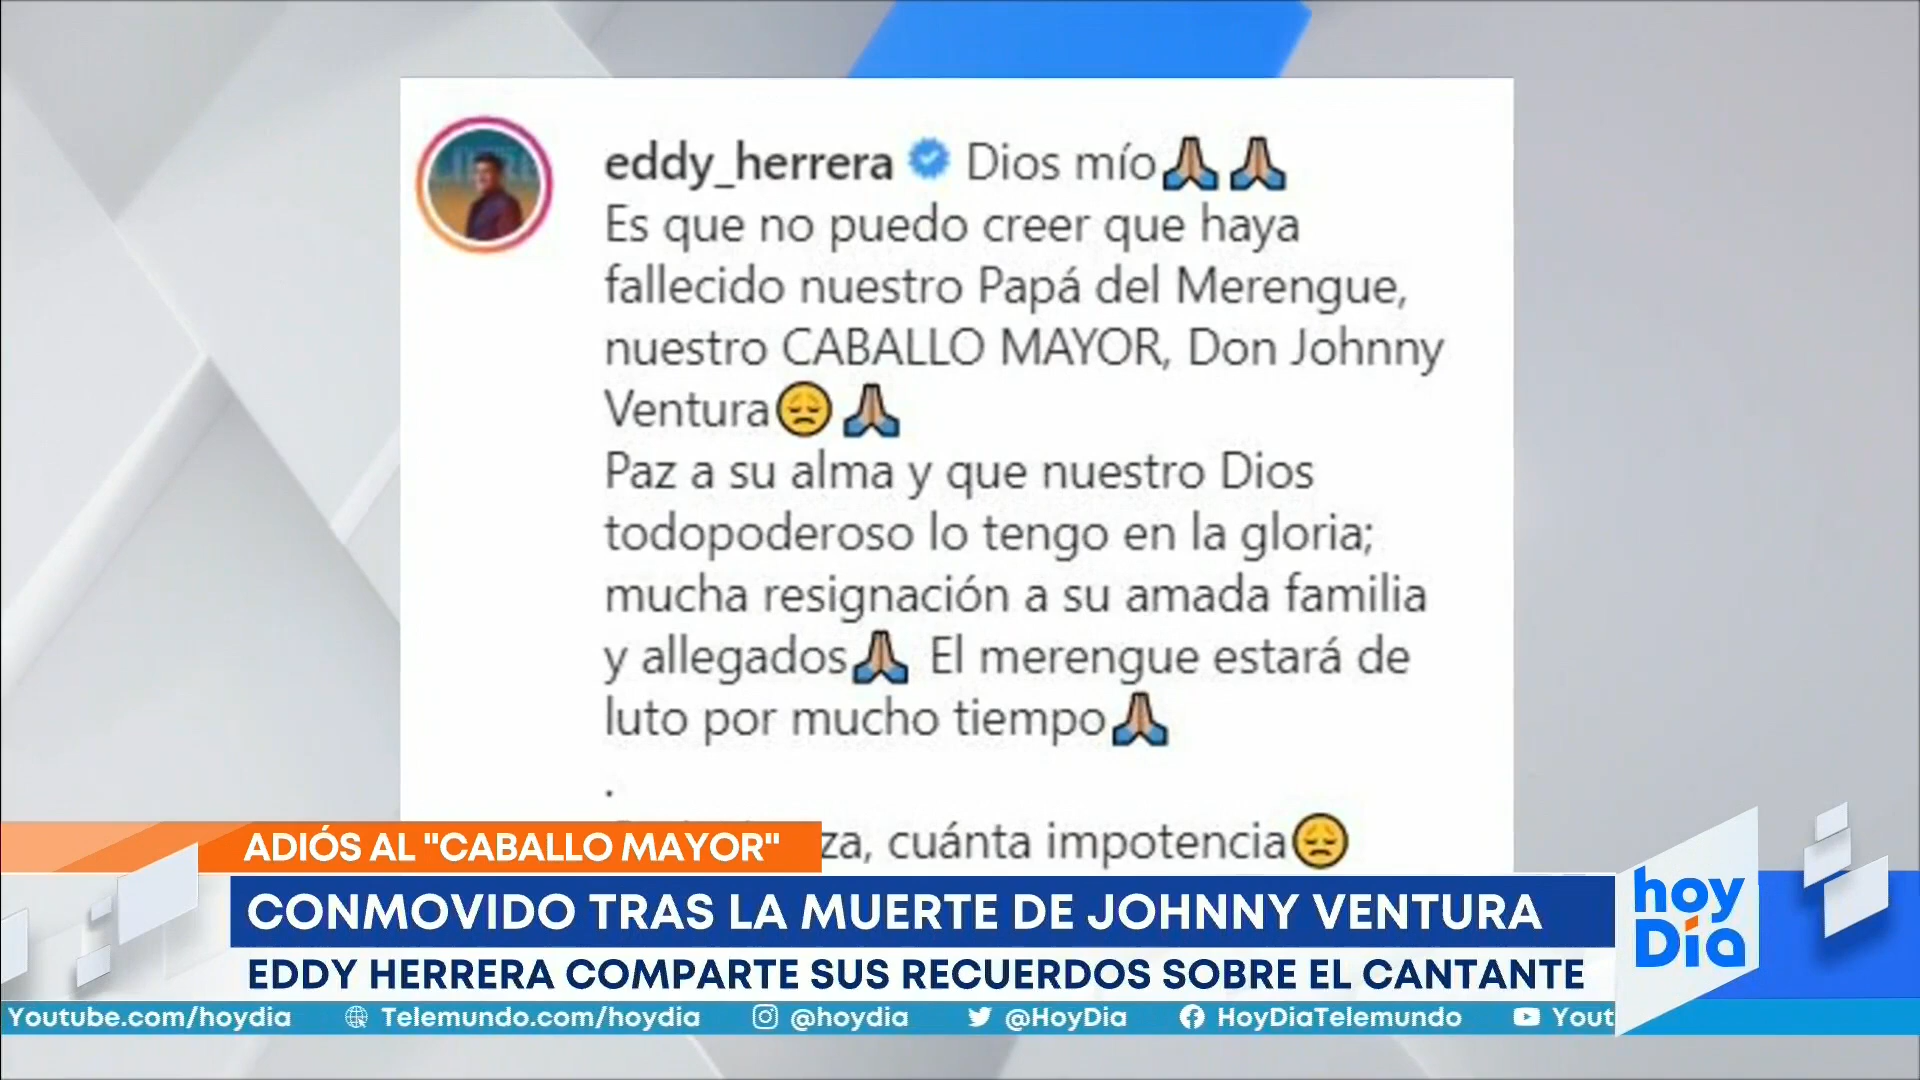 eddy_herrera Dios mío🙏🙏
Es que no puedo creer que haya
fallecido nuestro Papá del Merengue,
nuestro CABALLO MAYOR, Don Johnny
Ventura😞🙏
Paz a su alma y que nuestro Dios
todopoderoso lo tengo en la gloria;
mucha resignación a su amada familia
y allegados🙏 El merengue estará de
luto por mucho tiempo🙏
.
za, cuánta impotencia😞
ADIÓS AL "CABALLO MAYOR"
CONMOVIDO TRAS LA MUERTE DE JOHNNY VENTURA
EDDY HERRERA COMPARTE SUS RECUERDOS SOBRE EL CANTANTE
hoy
Día
Youtube.com/hoydia Telemundo.com/hoydia @hoydia @HoyDia HoyDiaTelemundo Yout